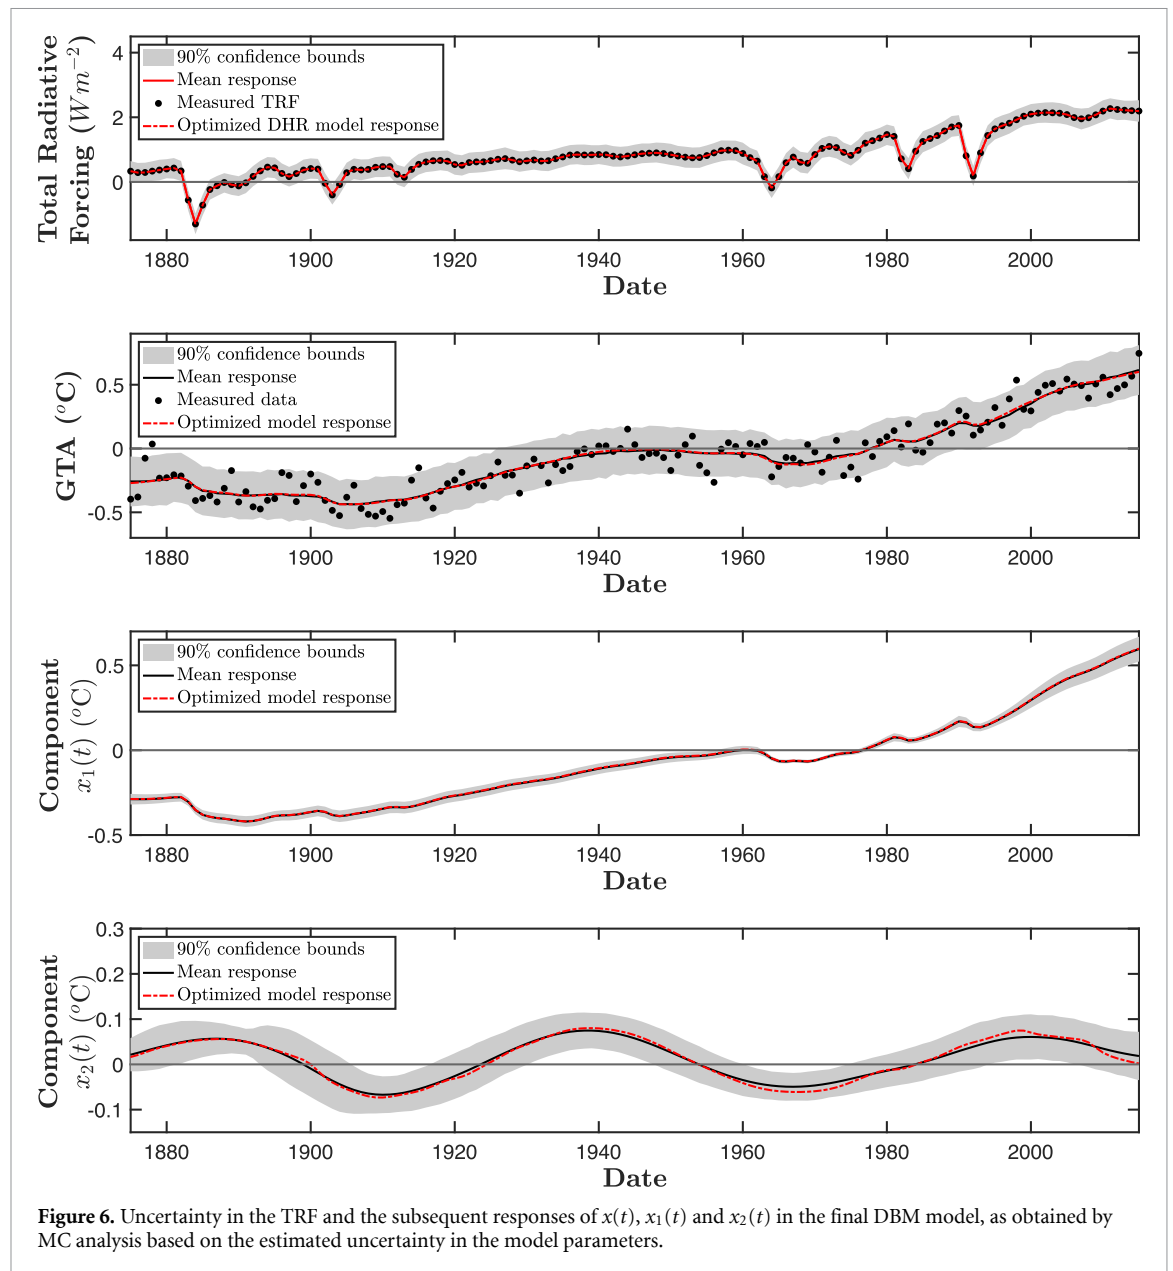 Total Radiative
Forcing (Wm⁻²)
4
2
0
90% confidence bounds
Mean response
Measured TRF
Optimized DHR model response
1880 1900 1920 1940 1960 1980 2000
Date
GTA (°C)
0.5
0
-0.5
90% confidence bounds
Mean response
Measured data
Optimized model response
1880 1900 1920 1940 1960 1980 2000
Date
Component
x₁(t) (°C)
0.5
0
-0.5
90% confidence bounds
Mean response
Optimized model response
1880 1900 1920 1940 1960 1980 2000
Date
Component
x₂(t) (°C)
0.3
0.2
0.1
0
-0.1
90% confidence bounds
Mean response
Optimized model response
1880 1900 1920 1940 1960 1980 2000
Date
Figure 6. Uncertainty in the TRF and the subsequent responses of x(t), x₁(t) and x₂(t) in the final DBM model, as obtained by
MC analysis based on the estimated uncertainty in the model parameters.